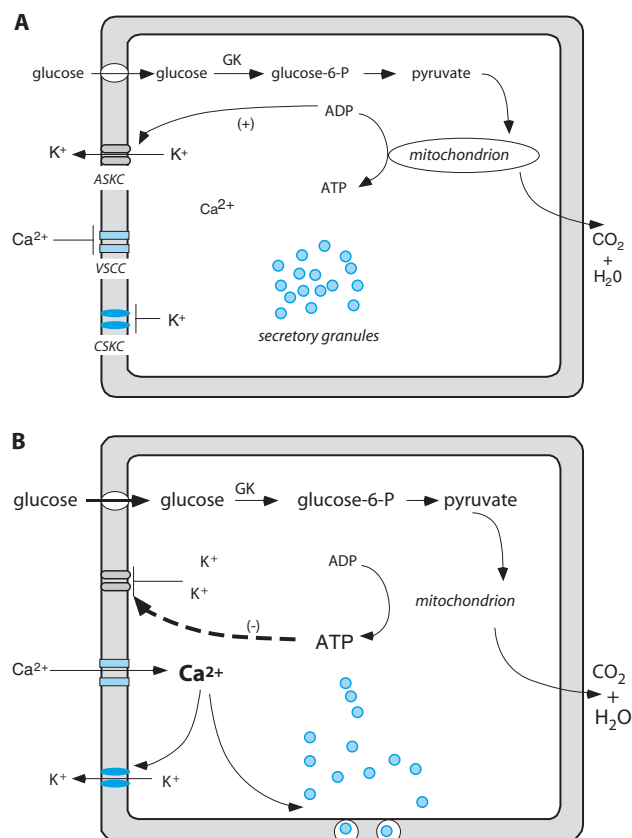 A
glucose glucose GK glucose-6-P pyruvate
ADP
(+)
K+ K+
mitochondrion
ASKC
ATP
Ca2+
Ca2+
CO2
+
H20
VSCC
K+
secretory granules
CSKC
B
glucose glucose GK glucose-6-P pyruvate
K+
ADP
K+
mitochondrion
(-)
ATP
Ca2+ Ca2+
CO2
+
H2O
K+ K+